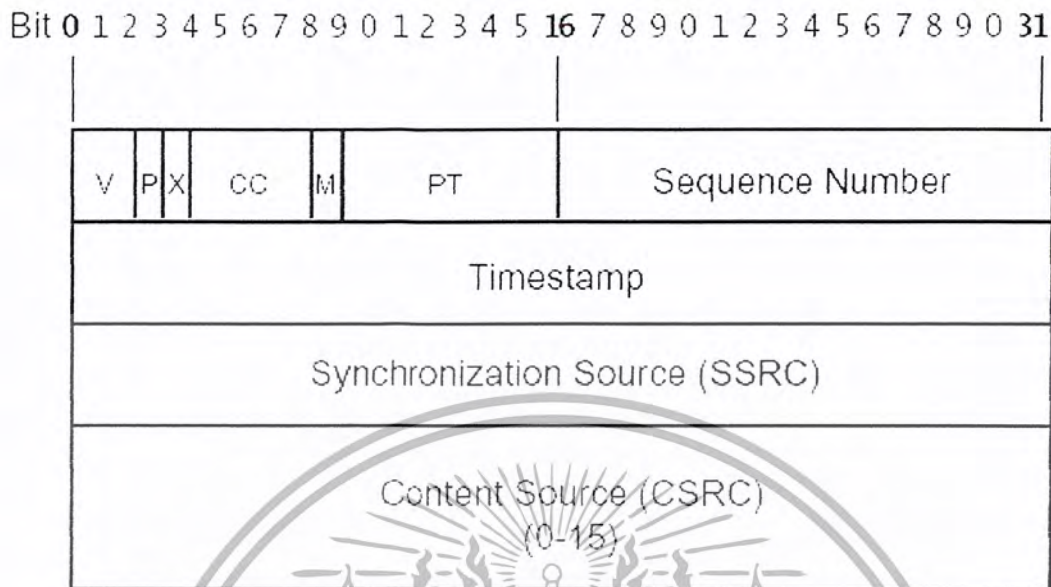 Bit 0 1 2 3 4 5 6 7 8 9 0 1 2 3 4 5 16 7 8 9 0 1 2 3 4 5 6 7 8 9 0 31
V P X CC M PT Sequence Number
Timestamp
Synchronization Source (SSRC)
Content Source (CSRC)
(0-15)